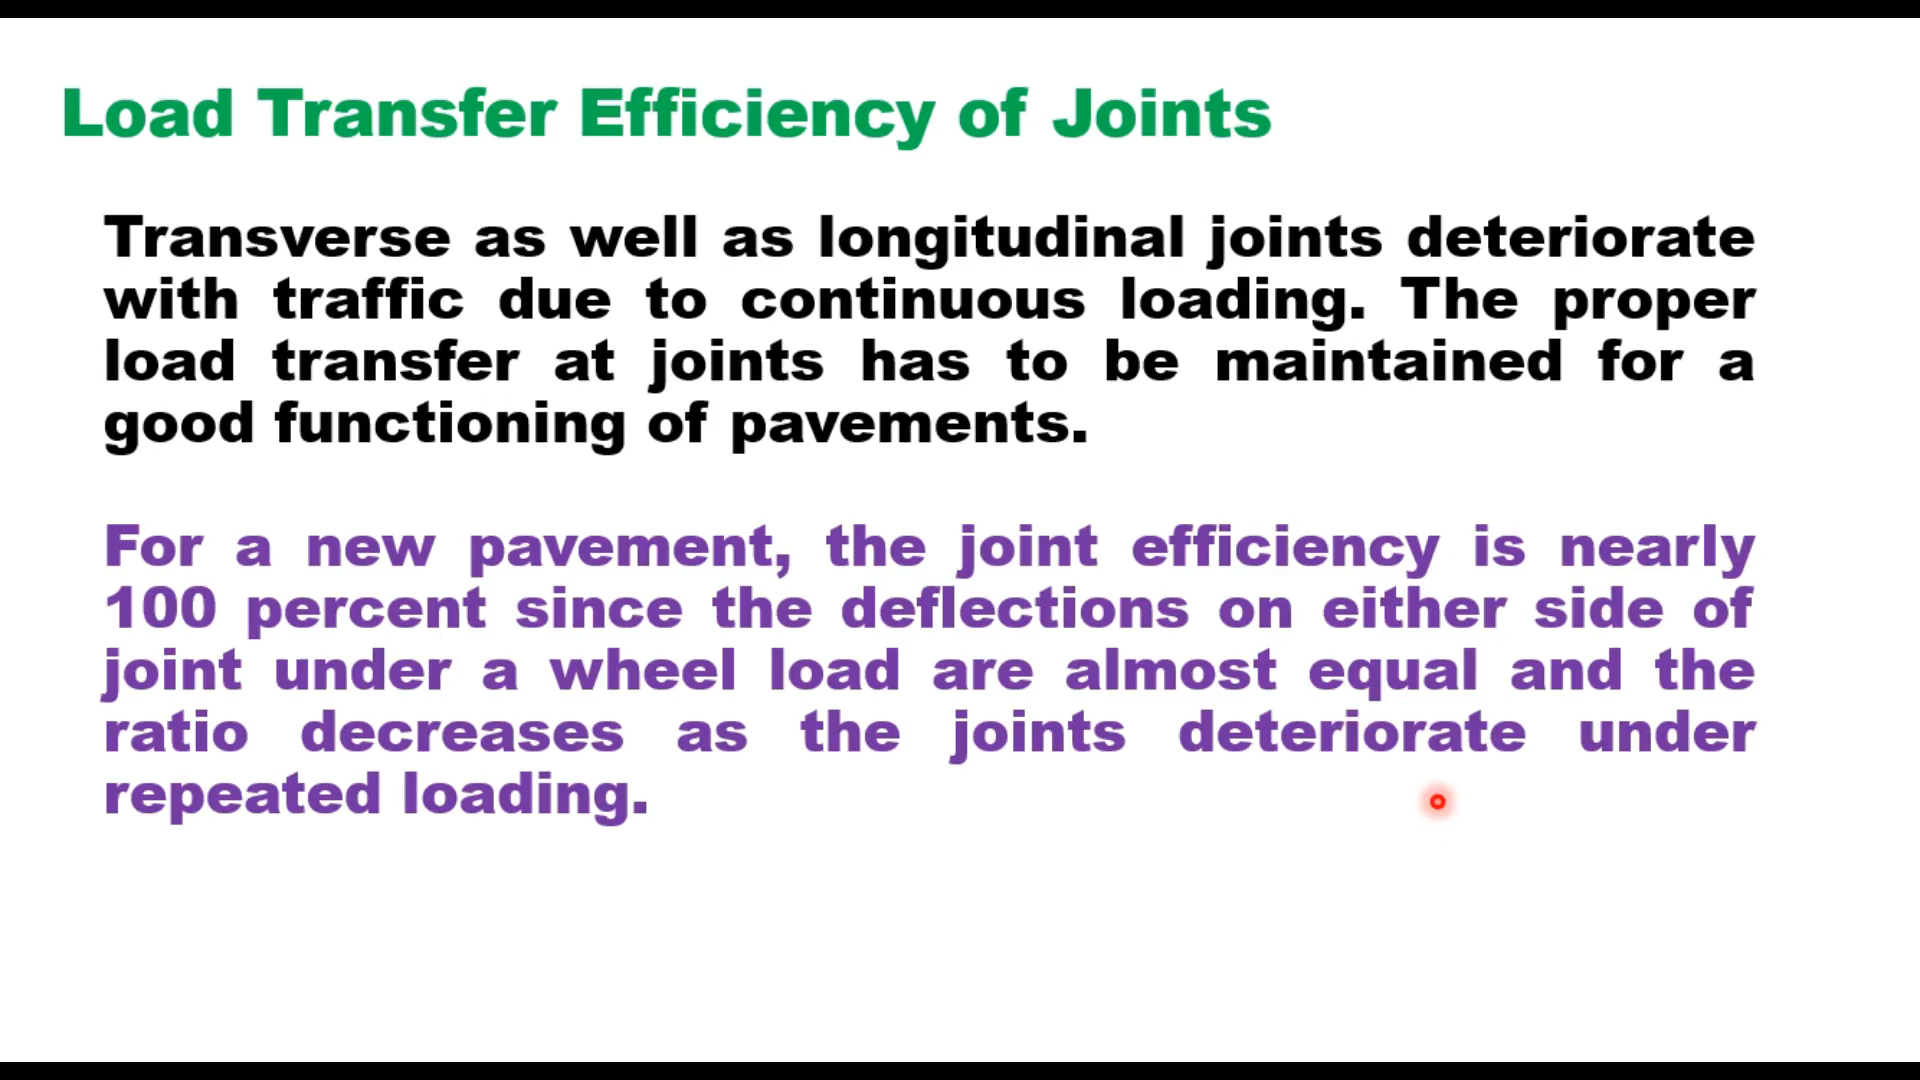 Load Transfer Efficiency of Joints
Transverse as well as longitudinal joints deteriorate
with traffic due to continuous loading. The proper
load transfer at joints has to be maintained for a
good functioning of pavements.
For a new pavement, the joint efficiency is nearly
100 percent since the deflections on either side of
joint under a wheel load are almost equal and the
ratio decreases as the joints deteriorate under
repeated loading.